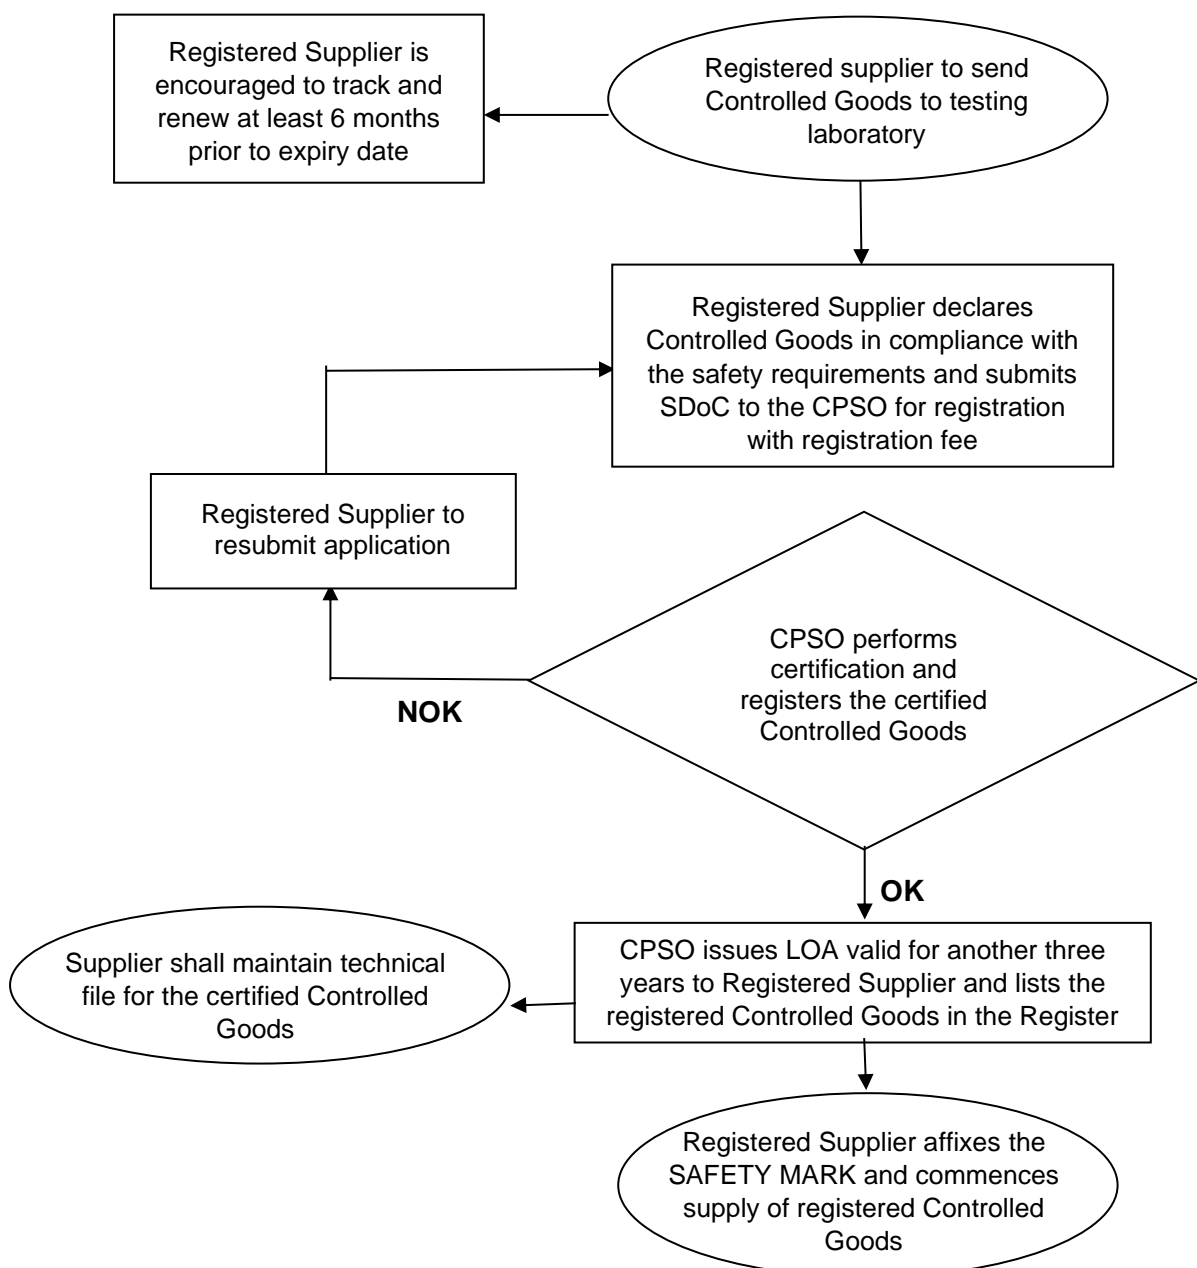 Registered Supplier is
encouraged to track and
renew at least 6 months
prior to expiry date
Registered supplier to send
Controlled Goods to testing
laboratory
Registered Supplier declares
Controlled Goods in compliance with
the safety requirements and submits
SDoC to the CPSO for registration
with registration fee
Registered Supplier to
resubmit application
CPSO performs
certification and
registers the certified
Controlled Goods
NOK
OK
Supplier shall maintain technical
file for the certified Controlled
Goods
CPSO issues LOA valid for another three
years to Registered Supplier and lists the
registered Controlled Goods in the Register
Registered Supplier affixes the
SAFETY MARK and commences
supply of registered Controlled
Goods